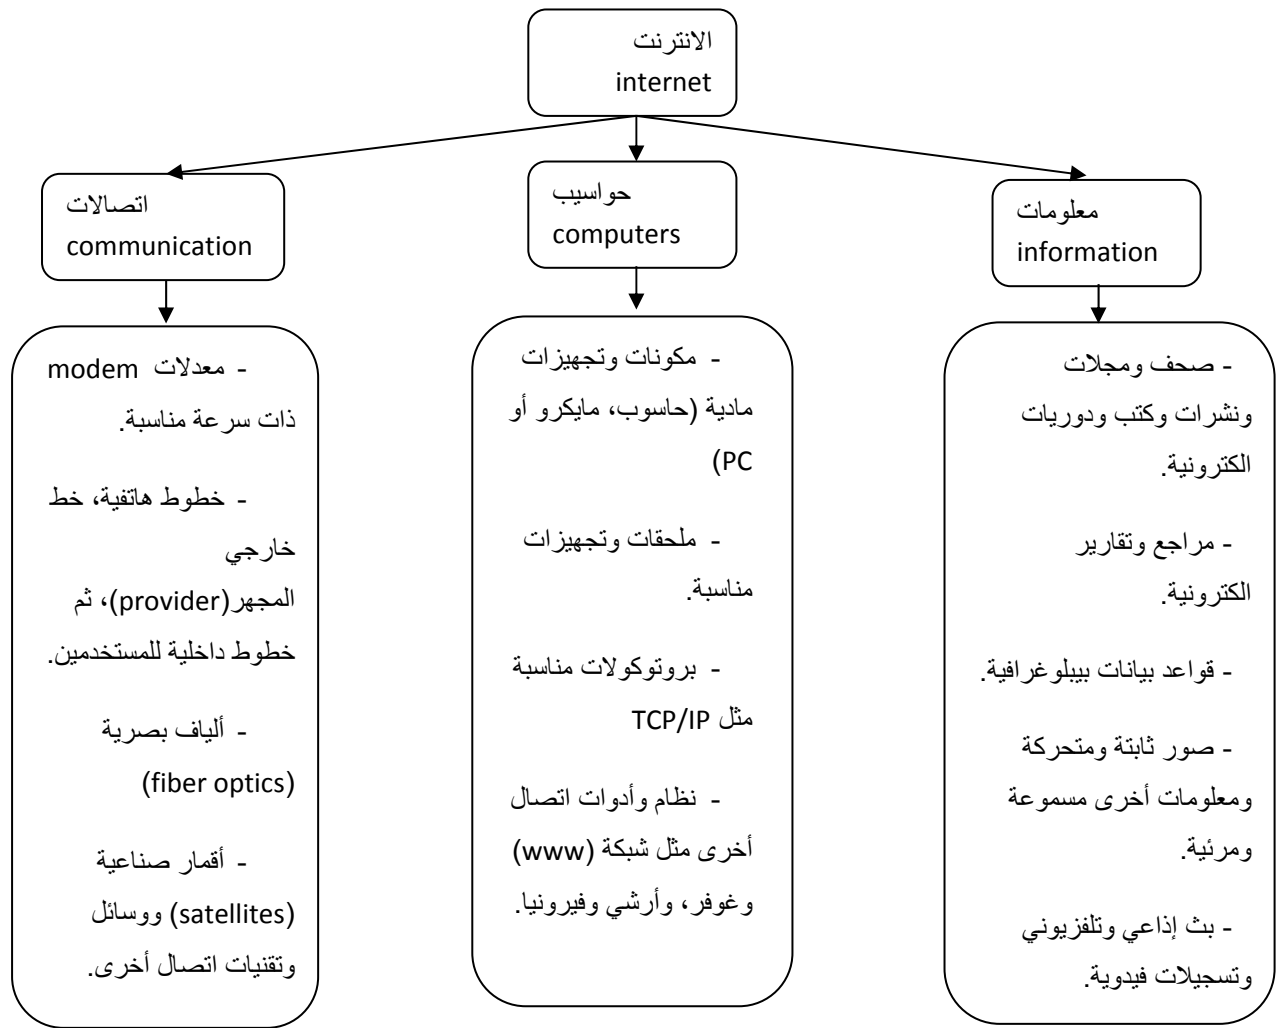 الانترنت
internet
معلومات
information
حواسيب
computers
اتصالات
communication
- صحف ومجلات
ونشرات وكتب ودوريات
الكترونية.
- مراجع وتقارير
الكترونية.
- قواعد بيانات بيبلوغرافية.
- صور ثابتة ومتحركة
ومعلومات أخرى مسموعة
ومرئية.
- بث إذاعي وتلفزيوني
وتسجيلات فيدوية.
- مكونات وتجهيزات
مادية (حاسوب، مايكرو أو
PC)
- ملحقات وتجهيزات
مناسبة.
- بروتوكولات مناسبة
مثل TCP/IP
- نظام وأدوات اتصال
أخرى مثل شبكة (www)
وغوفر، وأرشي وفيرونيا.
- معدلات modem
ذات سرعة مناسبة.
- خطوط هاتفية، خط
خارجي
المجهر(provider)، ثم
خطوط داخلية للمستخدمين.
- ألياف بصرية
(fiber optics)
- أقمار صناعية
(satellites) ووسائل
وتقنيات اتصال أخرى.